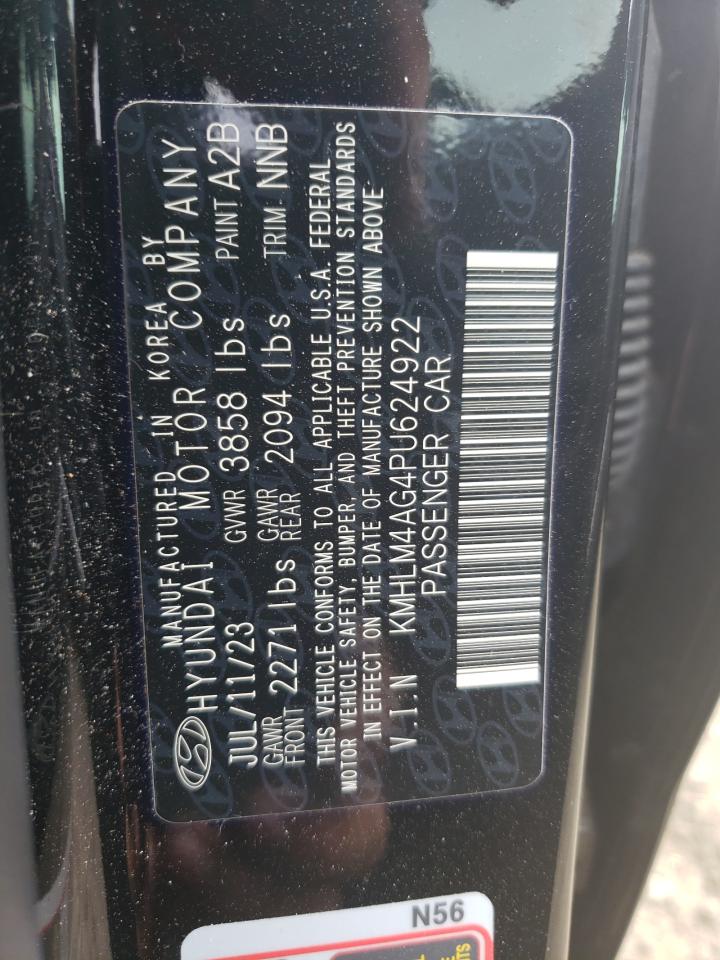 MANUFACTURED IN KOREA BY
HYUNDAI MOTOR COMPANY
JUL/11/23 GVWR 3858 lbs PAINT A2B
GAWR FRONT 2271 lbs GAWR REAR 2094 lbs TRIM NNB
THIS VEHICLE CONFORMS TO ALL APPLICABLE U.S.A. FEDERAL
MOTOR VEHICLE SAFETY, BUMPER, AND THEFT PREVENTION STANDARDS
IN EFFECT ON THE DATE OF MANUFACTURE SHOWN ABOVE
V.I.N KMHLM4AG4PU624922
PASSENGER CAR
N56